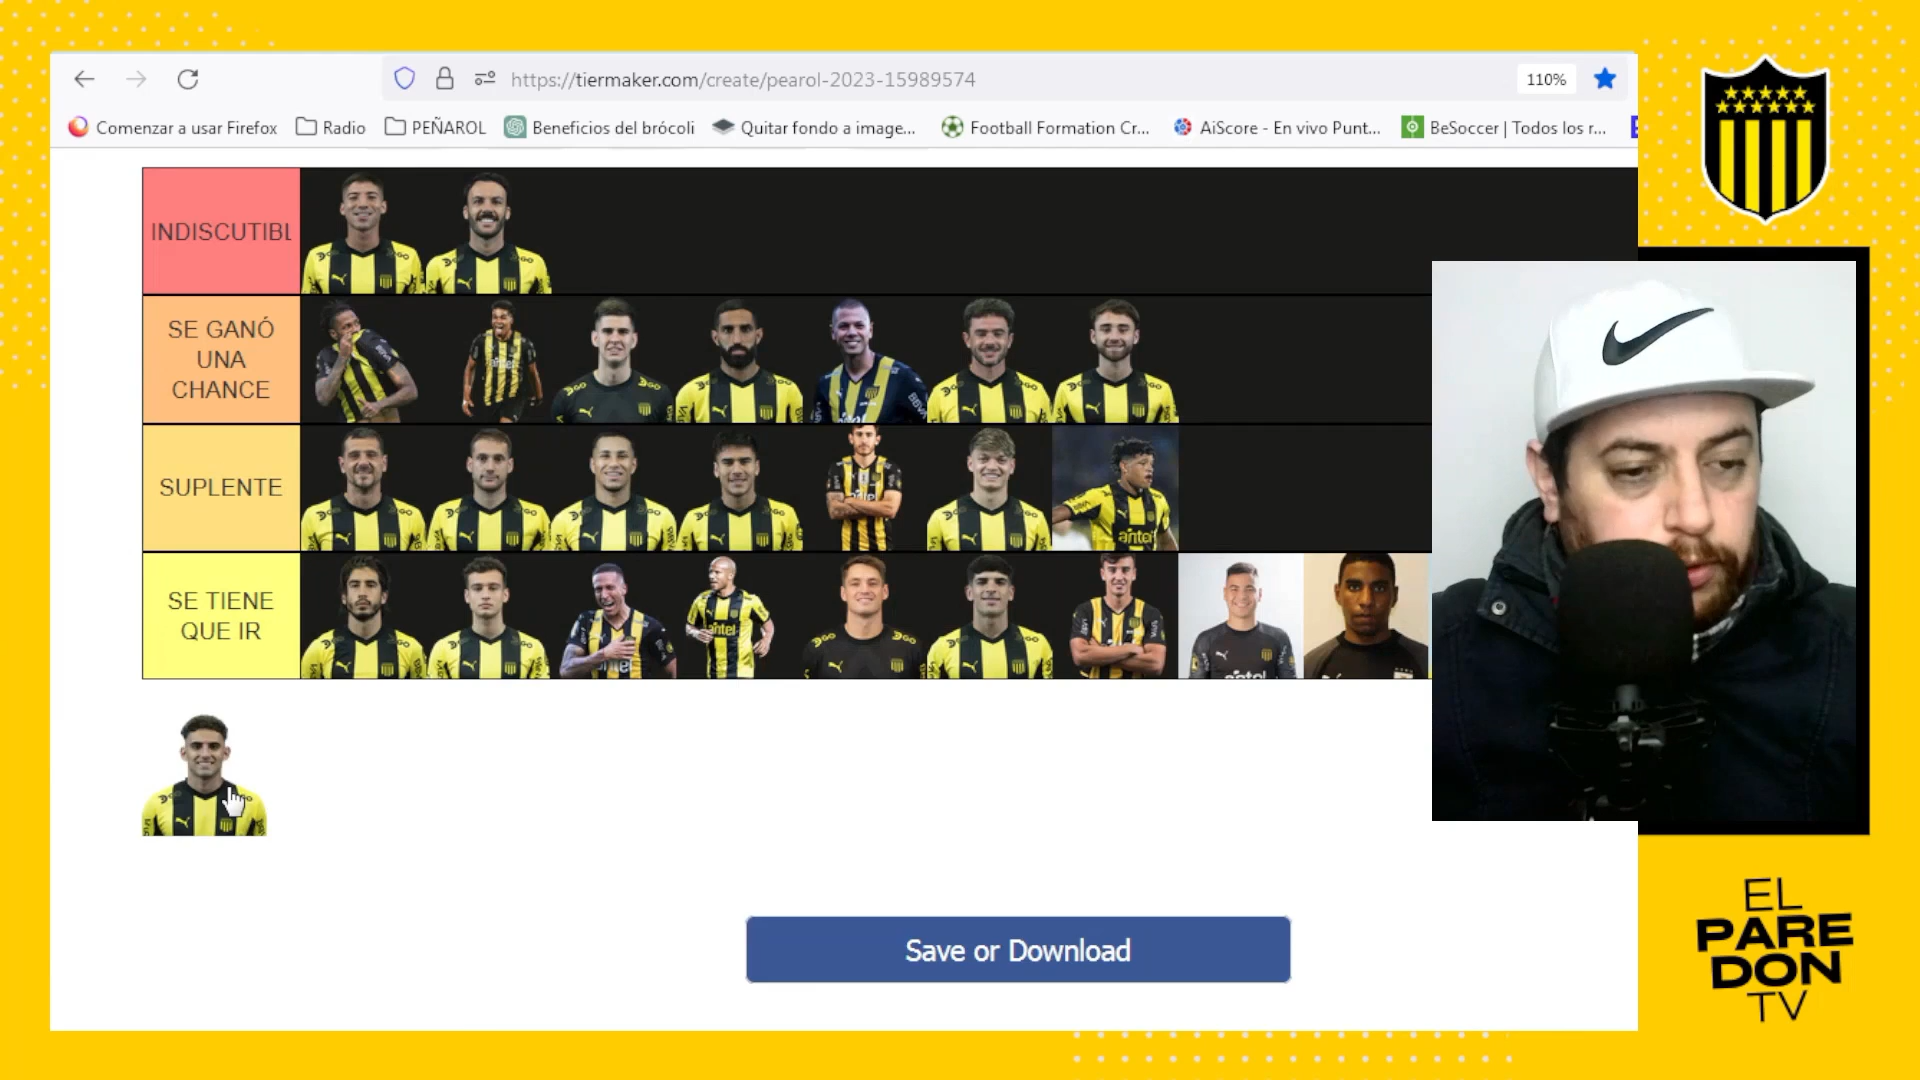 https://tiermaker.com/create/pearol-2023-15989574
110%
Comenzar a usar Firefox
Radio
PEÑAROL
Beneficios del brócoli
Quitar fondo a image...
Football Formation Cr...
AiScore - En vivo Punt...
BeSoccer | Todos los r...
INDISCUTIBL
SE GANÓ
UNA
CHANCE
SUPLENTE
SE TIENE
QUE IR
Save or Download
EL
PARE
DON
TV